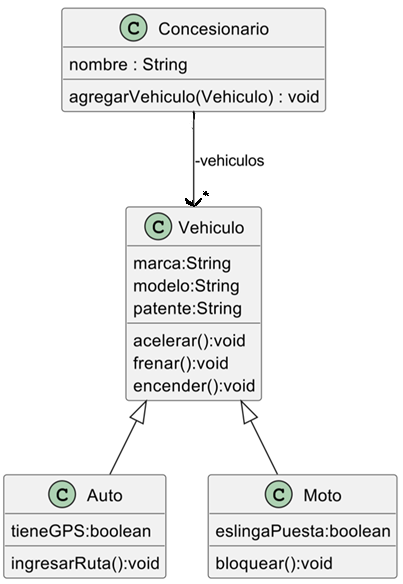 C Concesionario
nombre : String
agregarVehiculo(Vehiculo) : void
-vehiculos
*
C Vehiculo
marca:String
modelo:String
patente:String
acelerar():void
frenar():void
encender():void
C Auto
tieneGPS:boolean
ingresarRuta():void
C Moto
eslingaPuesta:boolean
bloquear():void